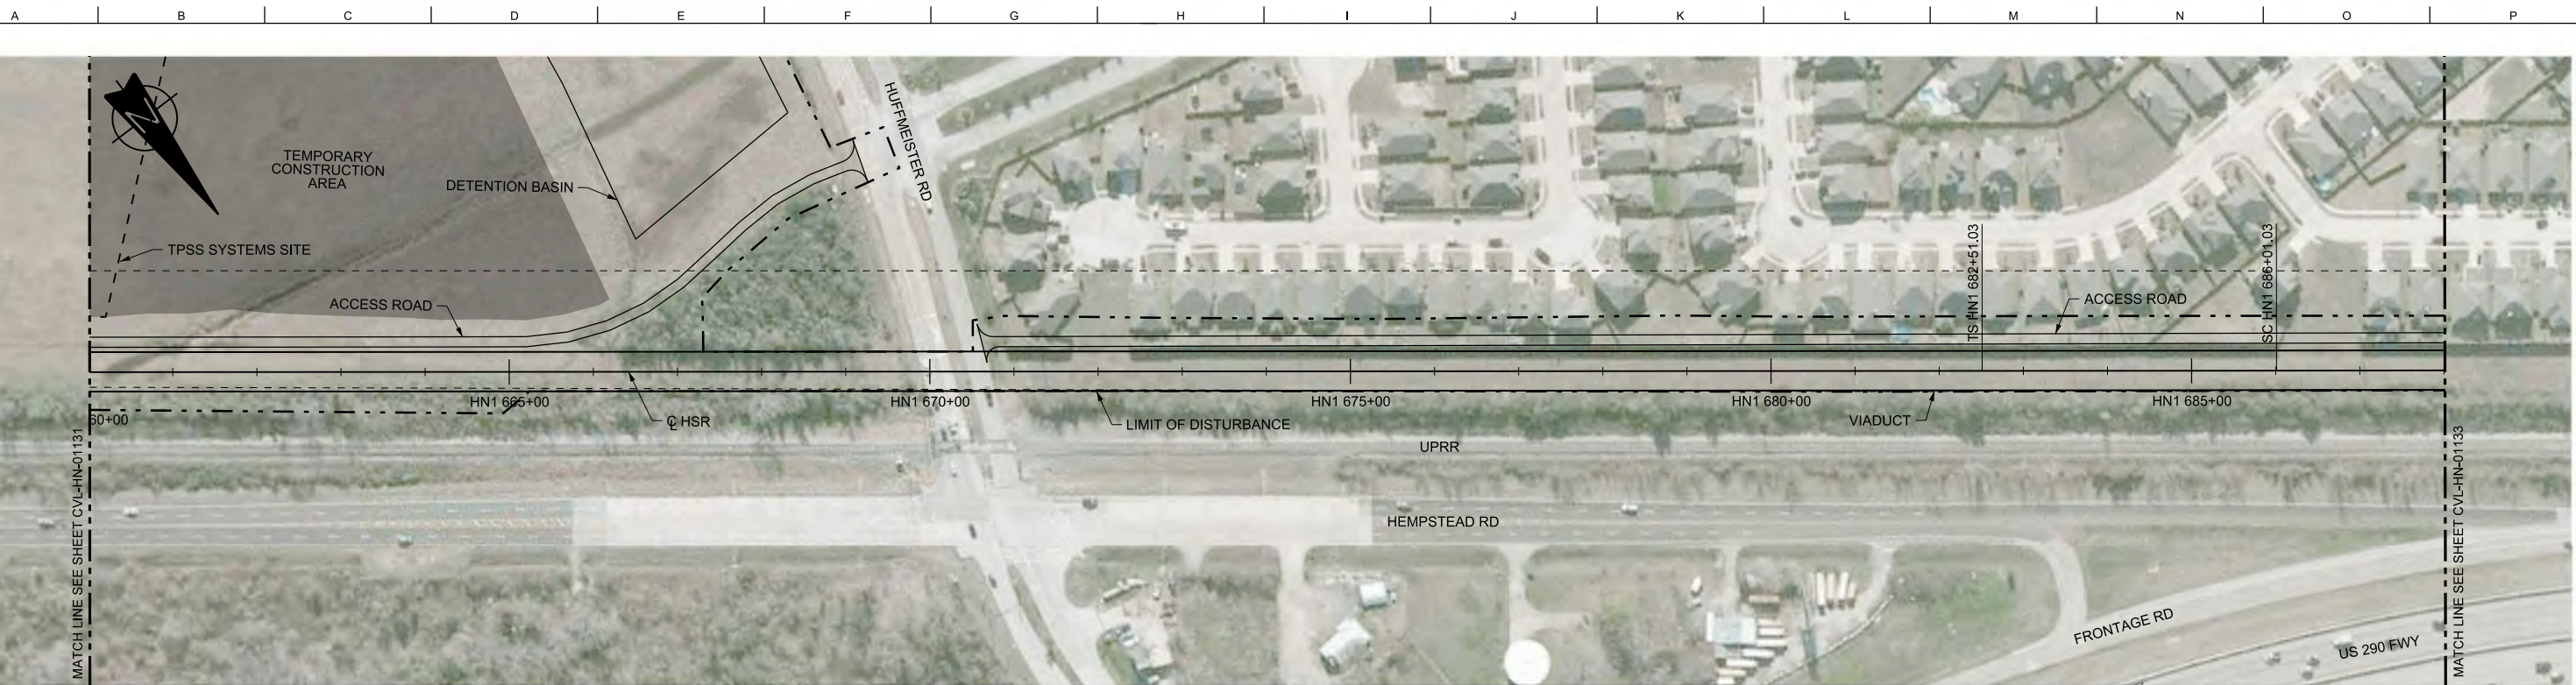 A B C D E F G H I J K L M N O P
HUFFMEISTER RD
TEMPORARY
CONSTRUCTION
AREA
DETENTION BASIN
TPSS SYSTEMS SITE
ACCESS ROAD
TS HN1 682+51.03
SC HN1 686+01.03
ACCESS ROAD
60+00
HN1 665+00
HN1 670+00
HN1 675+00
HN1 680+00
HN1 685+00
℄ HSR
LIMIT OF DISTURBANCE
VIADUCT
UPRR
HEMPSTEAD RD
FRONTAGE RD
US 290 FWY
MATCH LINE SEE SHEET CVL-HN-01131
MATCH LINE SEE SHEET CVL-HN-01133